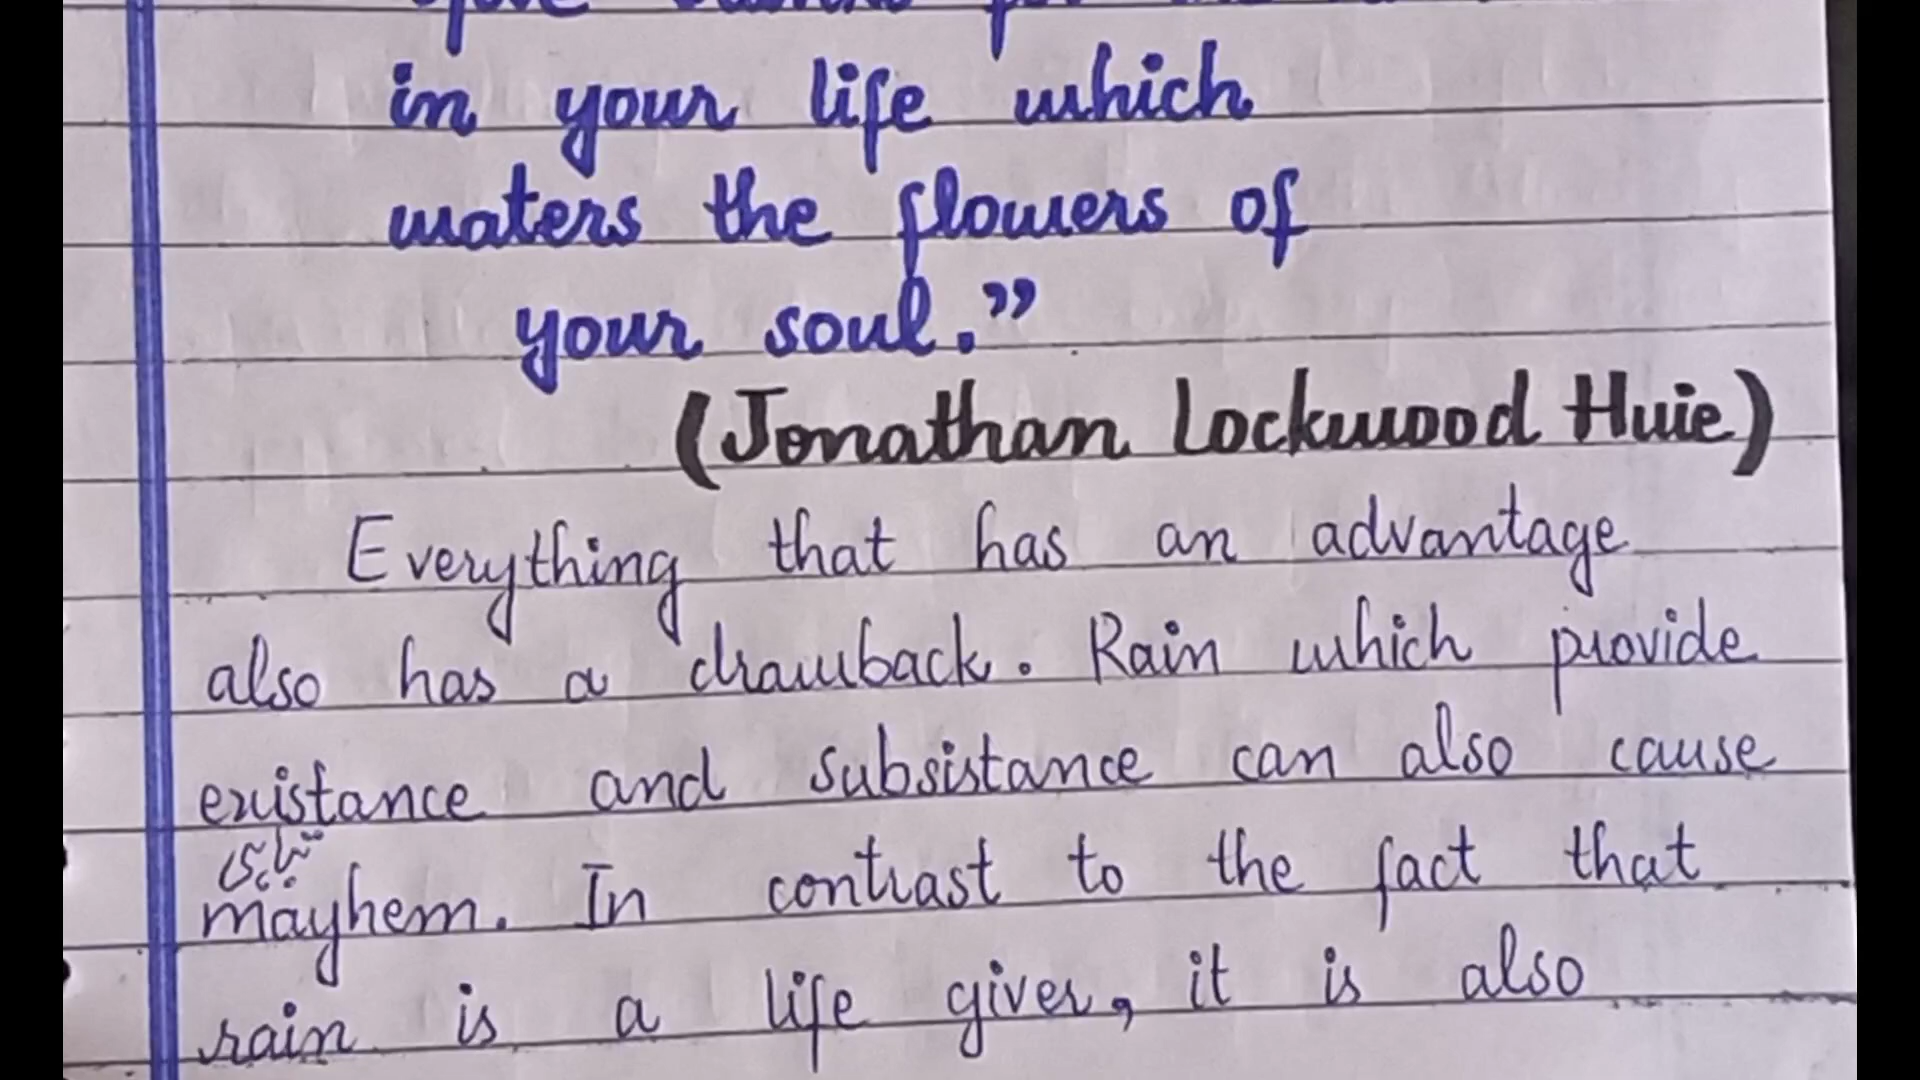 in your life which
waters the flowers of
your soul.”
(Jonathan Lockwood Huie)
Everything that has an advantage
also has a drawback. Rain which provide
existance and subsistance can also cause
تباہی
mayhem. In contrast to the fact that
rain is a life giver, it is also